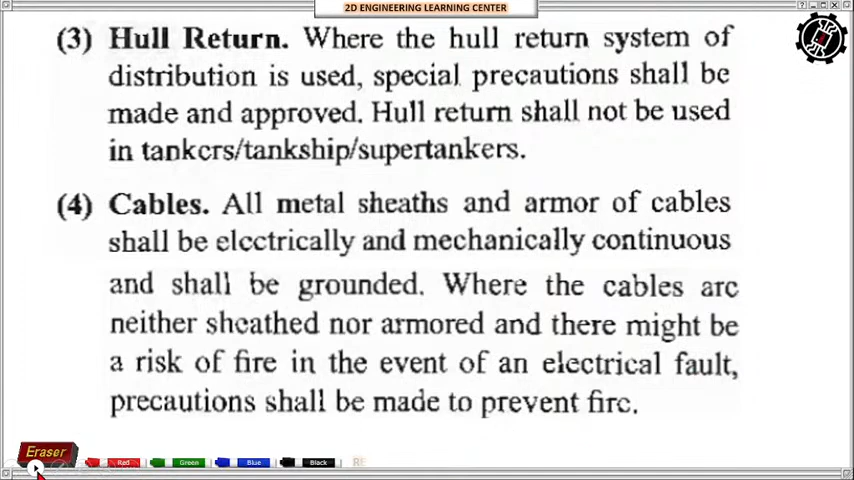 2D ENGINEERING LEARNING CENTER
(3) Hull Return. Where the hull return system of
distribution is used, special precautions shall be
made and approved. Hull return shall not be used
in tankers/tankship/supertankers.
(4) Cables. All metal sheaths and armor of cables
shall be electrically and mechanically continuous
and shall be grounded. Where the cables are
neither sheathed nor armored and there might be
a risk of fire in the event of an electrical fault,
precautions shall be made to prevent fire.
Eraser
Red Green Blue Black